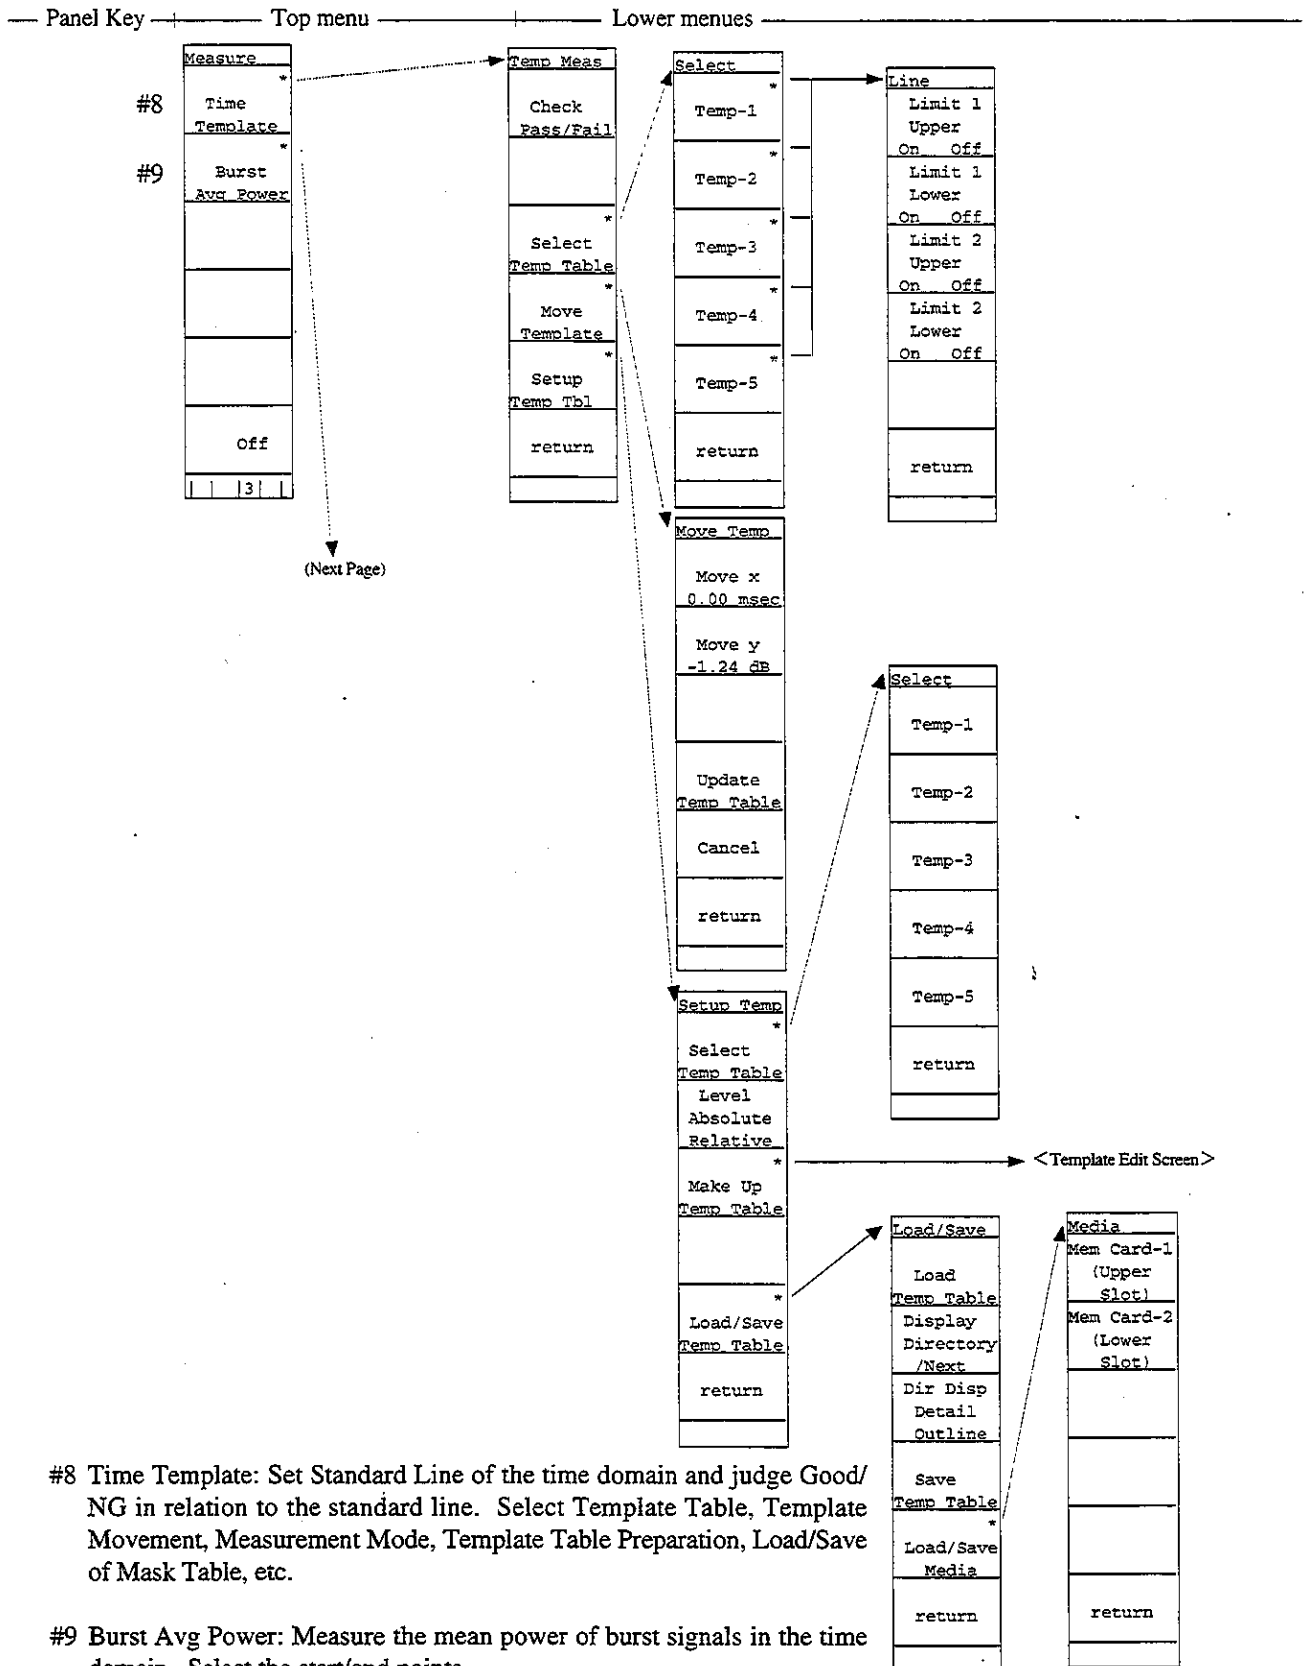 Panel Key
Top menu
Lower menues
Measure
*
#8
Time
Template
*
#9
Burst
Avg Power
Off
3
(Next Page)
Temp Meas
Check
Pass/Fail
*
Select
Temp Table
*
Move
Template
*
Setup
Temp Tbl
return
Select
*
Temp-1
*
Temp-2
*
Temp-3
*
Temp-4
*
Temp-5
return
Line
Limit 1
Upper
On Off
Limit 1
Lower
On Off
Limit 2
Upper
On Off
Limit 2
Lower
On Off
return
Move Temp
Move x
0.00 msec
Move y
-1.24 dB
Update
Temp Table
Cancel
return
Setup Temp
*
Select
Temp Table
Level
Absolute
Relative
*
Make Up
Temp Table
*
Load/Save
Temp Table
return
Select
Temp-1
Temp-2
Temp-3
Temp-4
Temp-5
return
<Template Edit Screen>
Load/Save
Load
Temp Table
Display
Directory
/Next
Dir Disp
Detail
Outline
Save
Temp Table
*
Load/Save
Media
return
Media
Mem Card-1
(Upper
Slot)
Mem Card-2
(Lower
Slot)
return
#8 Time Template: Set Standard Line of the time domain and judge Good/
NG in relation to the standard line. Select Template Table, Template
Movement, Measurement Mode, Template Table Preparation, Load/Save
of Mask Table, etc.
#9 Burst Avg Power: Measure the mean power of burst signals in the time
domain. Select the start/end points.